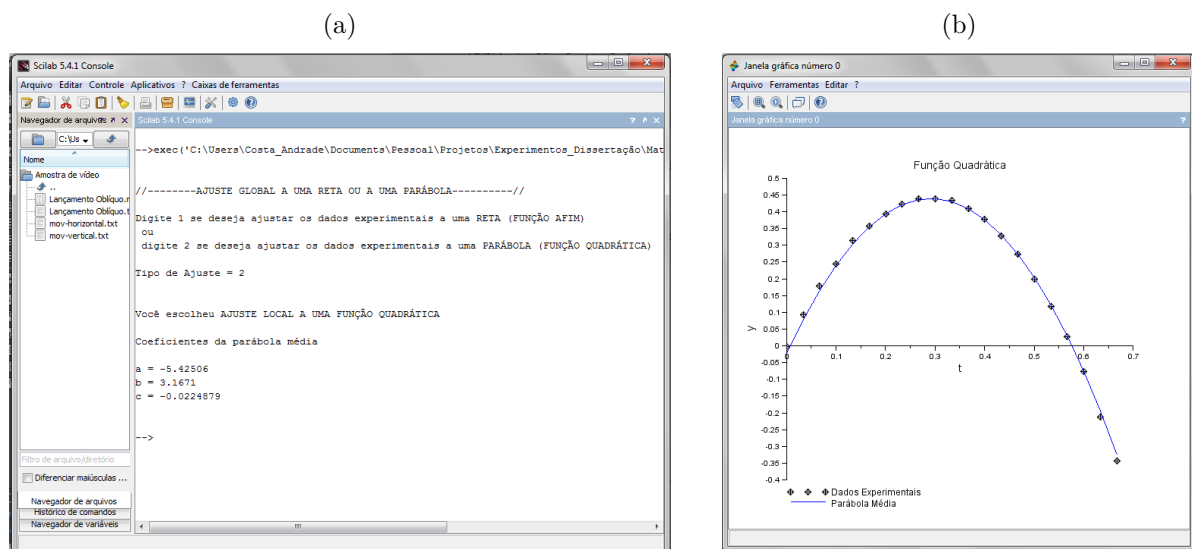 (a)
Scilab 5.4.1 Console
Arquivo Editar Controle Aplicativos ? Caixas de ferramentas
Navegador de arquivos
Scilab 5.4.1 Console
C:\Us
Nome
Amostra de vídeo
..
Lançamento Oblíquo.r
Lançamento Oblíquo.t
mov-horizontal.txt
mov-vertical.txt
Filtro de arquivo/diretório
Diferenciar maiúsculas ...
Navegador de arquivos
Histórico de comandos
Navegador de variáveis
-->exec('C:\Users\Costa_Andrade\Documents\Pessoal\Projetos\Experimentos_Dissertação\Mat
//--------AJUSTE GLOBAL A UMA RETA OU A UMA PARÁBOLA----------//
Digite 1 se deseja ajustar os dados experimentais a uma RETA (FUNÇÃO AFIM)
ou
digite 2 se deseja ajustar os dados experimentais a uma PARÁBOLA (FUNÇÃO QUADRÁTICA)
Tipo de Ajuste = 2
Você escolheu AJUSTE LOCAL A UMA FUNÇÃO QUADRÁTICA
Coeficientes da parábola média
a = -5.42506
b = 3.1671
c = -0.0224879
-->
(b)
Janela gráfica número 0
Arquivo Ferramentas Editar ?
Janela gráfica número 0
Função Quadrática
0.5
0.45
0.4
0.35
0.3
0.25
0.2
0.15
0.1
0.05
0
-0.05
-0.1
-0.15
-0.2
-0.25
-0.3
-0.35
-0.4
y
0 0.1 0.2 0.3 0.4 0.5 0.6 0.7
t
Dados Experimentais
Parábola Média